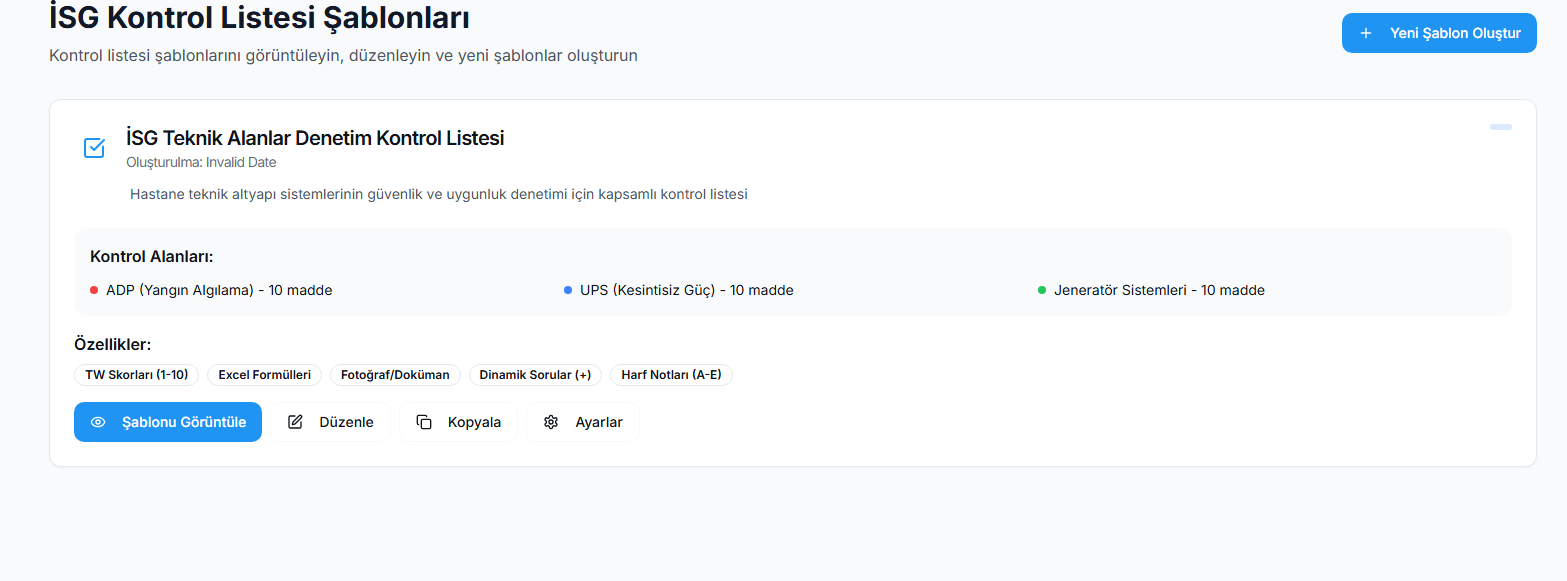 İSG Kontrol Listesi Şablonları
Kontrol listesi şablonlarını görüntüleyin, düzenleyin ve yeni şablonlar oluşturun
+ Yeni Şablon Oluştur
İSG Teknik Alanlar Denetim Kontrol Listesi
Oluşturulma: Invalid Date
Hastane teknik altyapı sistemlerinin güvenlik ve uygunluk denetimi için kapsamlı kontrol listesi
Kontrol Alanları:
ADP (Yangın Algılama) - 10 madde
UPS (Kesintisiz Güç) - 10 madde
Jeneratör Sistemleri - 10 madde
Özellikler:
TW Skorları (1-10)
Excel Formülleri
Fotoğraf/Doküman
Dinamik Sorular (+)
Harf Notları (A-E)
Şablonu Görüntüle
Düzenle
Kopyala
Ayarlar